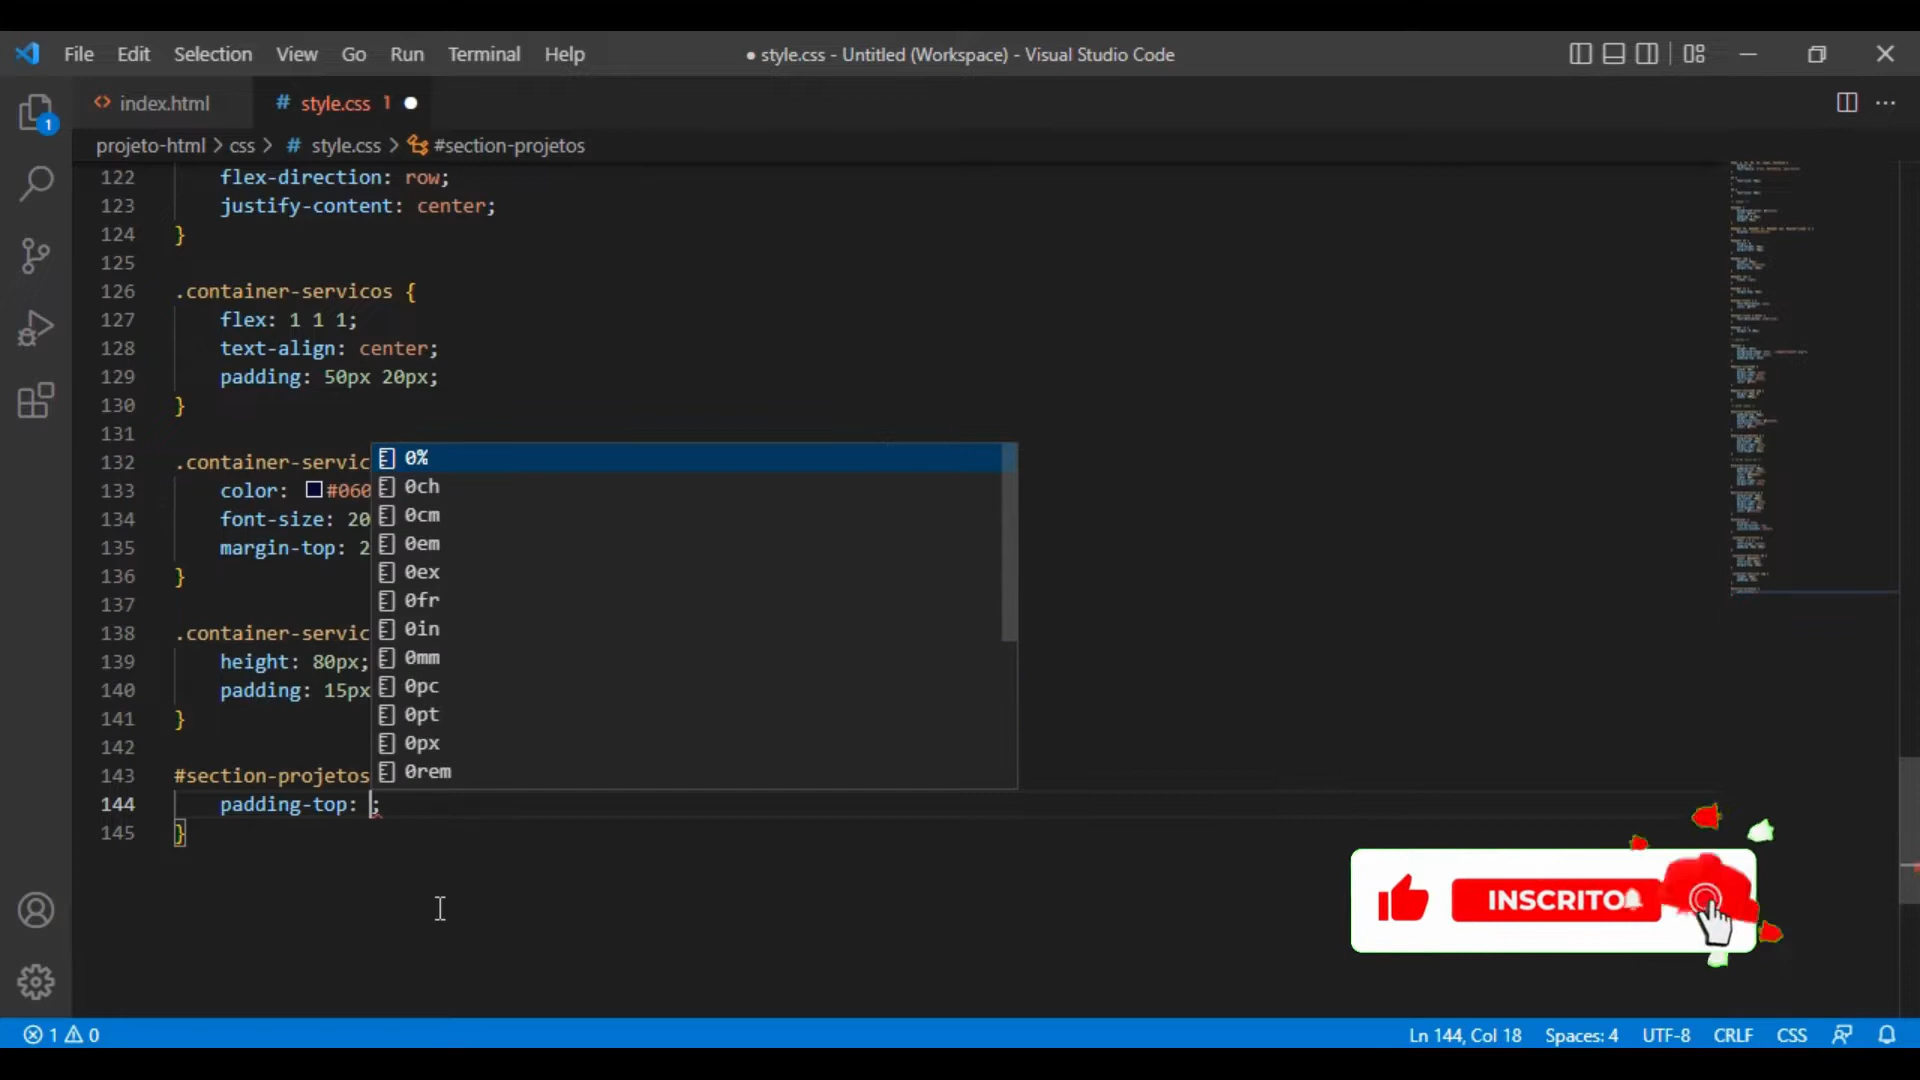 File Edit Selection View Go Run Terminal Help
● style.css - Untitled (Workspace) - Visual Studio Code
index.html
# style.css 1 ●
1
projeto-html > css > # style.css > #section-projetos
122 flex-direction: row;
123 justify-content: center;
124 }
125
126 .container-servicos {
127 flex: 1 1 1;
128 text-align: center;
129 padding: 50px 20px;
130 }
131
132 .container-servic
133 color: #060
134 font-size: 20
135 margin-top: 2
136 }
137
138 .container-servic
139 height: 80px;
140 padding: 15px
141 }
142
143 #section-projetos
144 padding-top: ;
145 }
0%
0ch
0cm
0em
0ex
0fr
0in
0mm
0pc
0pt
0px
0rem
INSCRITO
1 0
Ln 144, Col 18 Spaces: 4 UTF-8 CRLF CSS